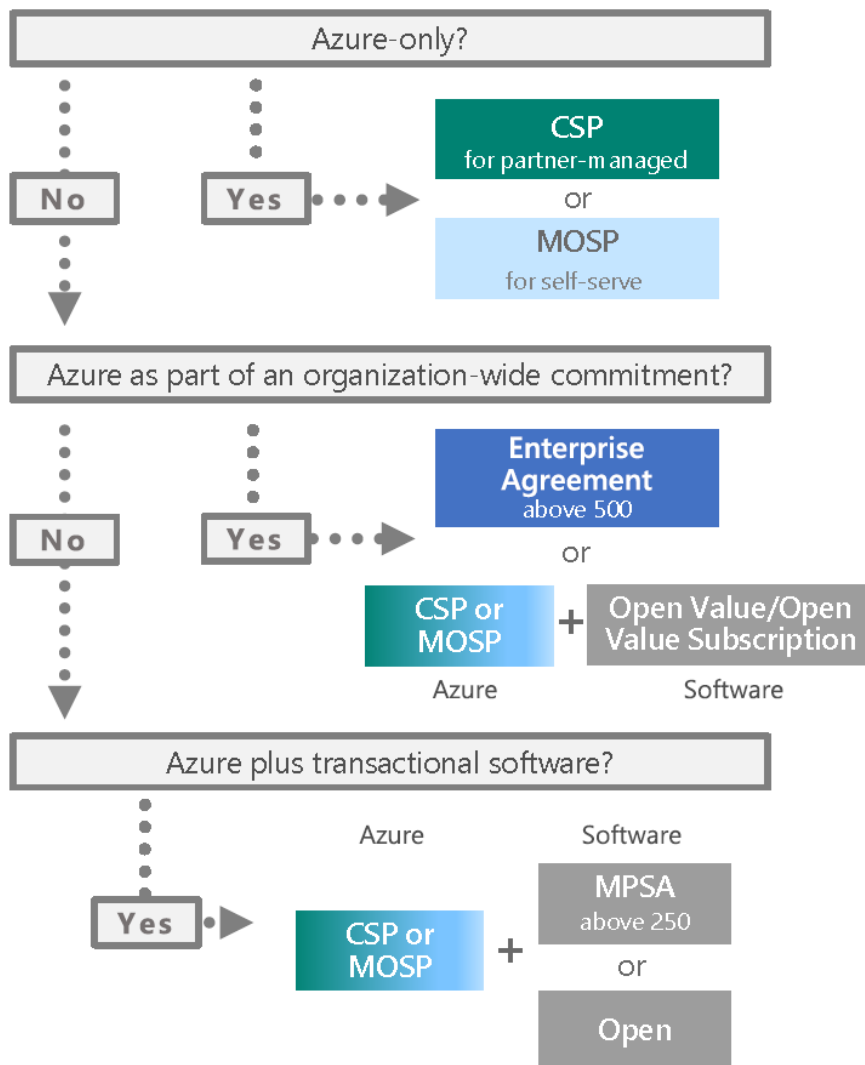 Azure-only?
CSP
for partner-managed
No
Yes
or
MOSP
for self-serve
Azure as part of an organization-wide commitment?
Enterprise
Agreement
above 500
No
Yes
or
CSP or
MOSP
+
Open Value/Open
Value Subscription
Azure
Software
Azure plus transactional software?
Azure
Software
MPSA
above 250
Yes
CSP or
MOSP
+
or
Open